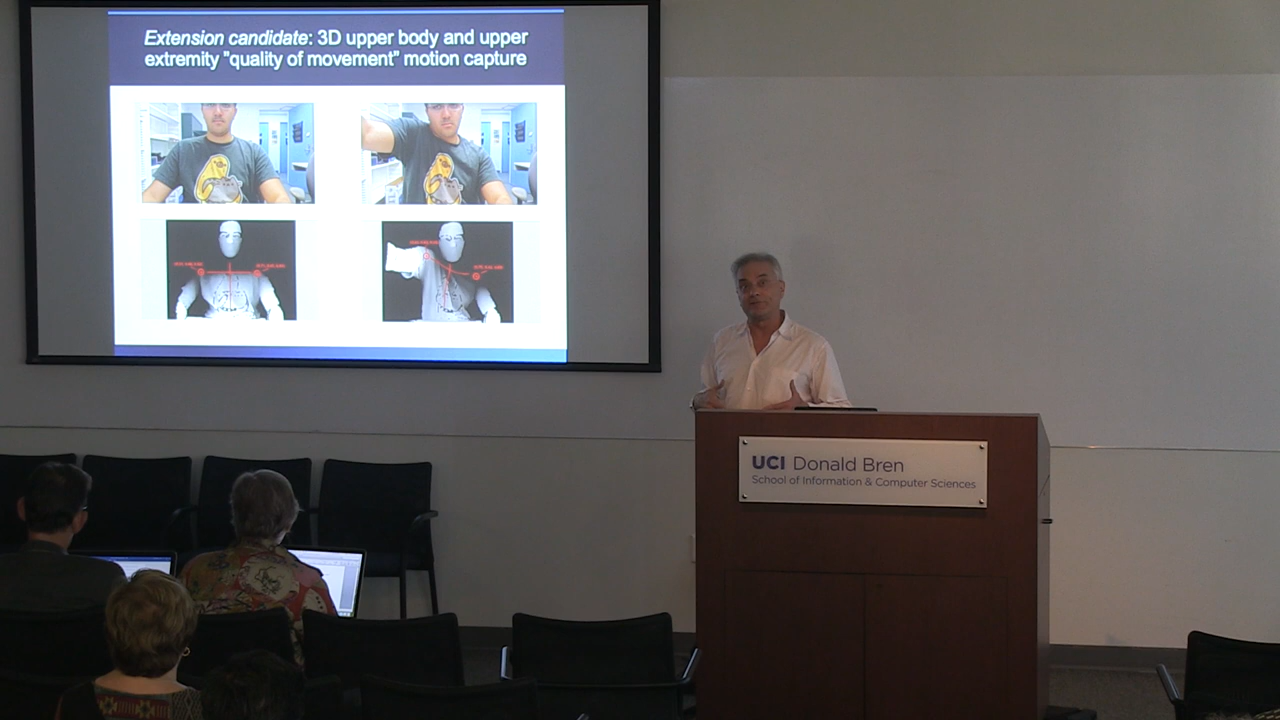 Extension candidate: 3D upper body and upper
extremity "quality of movement" motion capture
UCI Donald Bren
School of Information & Computer Sciences